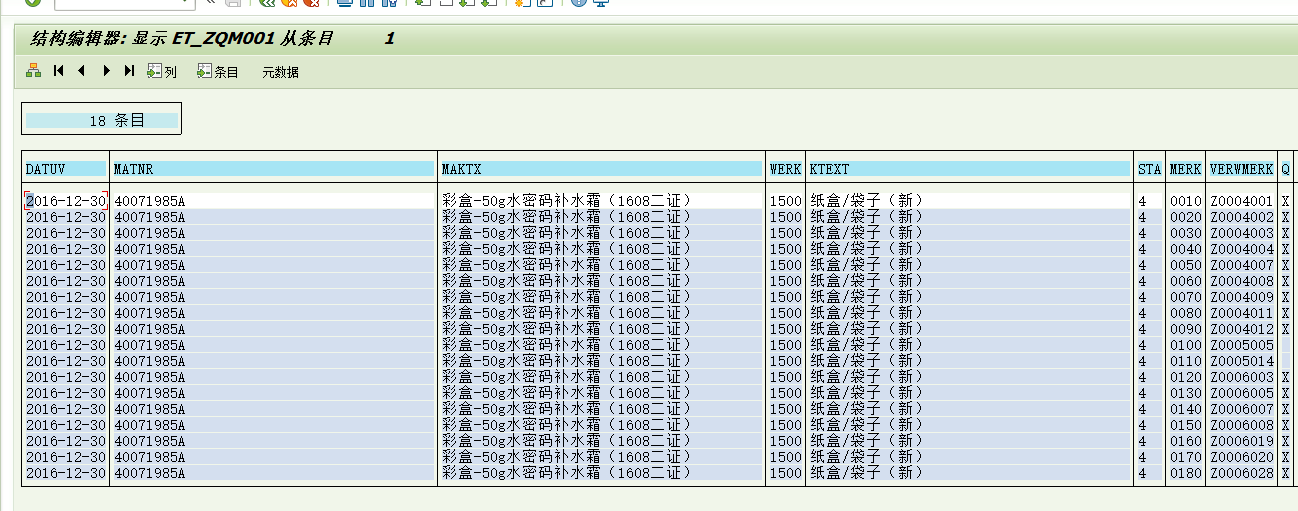 结构编辑器: 显示 ET_ZQM001 从条目 1
列 条目 元数据
18 条目
DATUV MATNR MAKTX WERK KTEXT STA MERK VERWMERK Q
2016-12-30 40071985A 彩盒-50g水密码补水霜（1608二证） 1500 纸盒/袋子（新） 4 0010 Z0004001 X
2016-12-30 40071985A 彩盒-50g水密码补水霜（1608二证） 1500 纸盒/袋子（新） 4 0020 Z0004002 X
2016-12-30 40071985A 彩盒-50g水密码补水霜（1608二证） 1500 纸盒/袋子（新） 4 0030 Z0004003 X
2016-12-30 40071985A 彩盒-50g水密码补水霜（1608二证） 1500 纸盒/袋子（新） 4 0040 Z0004004 X
2016-12-30 40071985A 彩盒-50g水密码补水霜（1608二证） 1500 纸盒/袋子（新） 4 0050 Z0004007 X
2016-12-30 40071985A 彩盒-50g水密码补水霜（1608二证） 1500 纸盒/袋子（新） 4 0060 Z0004008 X
2016-12-30 40071985A 彩盒-50g水密码补水霜（1608二证） 1500 纸盒/袋子（新） 4 0070 Z0004009 X
2016-12-30 40071985A 彩盒-50g水密码补水霜（1608二证） 1500 纸盒/袋子（新） 4 0080 Z0004011 X
2016-12-30 40071985A 彩盒-50g水密码补水霜（1608二证） 1500 纸盒/袋子（新） 4 0090 Z0004012 X
2016-12-30 40071985A 彩盒-50g水密码补水霜（1608二证） 1500 纸盒/袋子（新） 4 0100 Z0005005
2016-12-30 40071985A 彩盒-50g水密码补水霜（1608二证） 1500 纸盒/袋子（新） 4 0110 Z0005014
2016-12-30 40071985A 彩盒-50g水密码补水霜（1608二证） 1500 纸盒/袋子（新） 4 0120 Z0006003 X
2016-12-30 40071985A 彩盒-50g水密码补水霜（1608二证） 1500 纸盒/袋子（新） 4 0130 Z0006005 X
2016-12-30 40071985A 彩盒-50g水密码补水霜（1608二证） 1500 纸盒/袋子（新） 4 0140 Z0006007 X
2016-12-30 40071985A 彩盒-50g水密码补水霜（1608二证） 1500 纸盒/袋子（新） 4 0150 Z0006008 X
2016-12-30 40071985A 彩盒-50g水密码补水霜（1608二证） 1500 纸盒/袋子（新） 4 0160 Z0006019 X
2016-12-30 40071985A 彩盒-50g水密码补水霜（1608二证） 1500 纸盒/袋子（新） 4 0170 Z0006020 X
2016-12-30 40071985A 彩盒-50g水密码补水霜（1608二证） 1500 纸盒/袋子（新） 4 0180 Z0006028 X